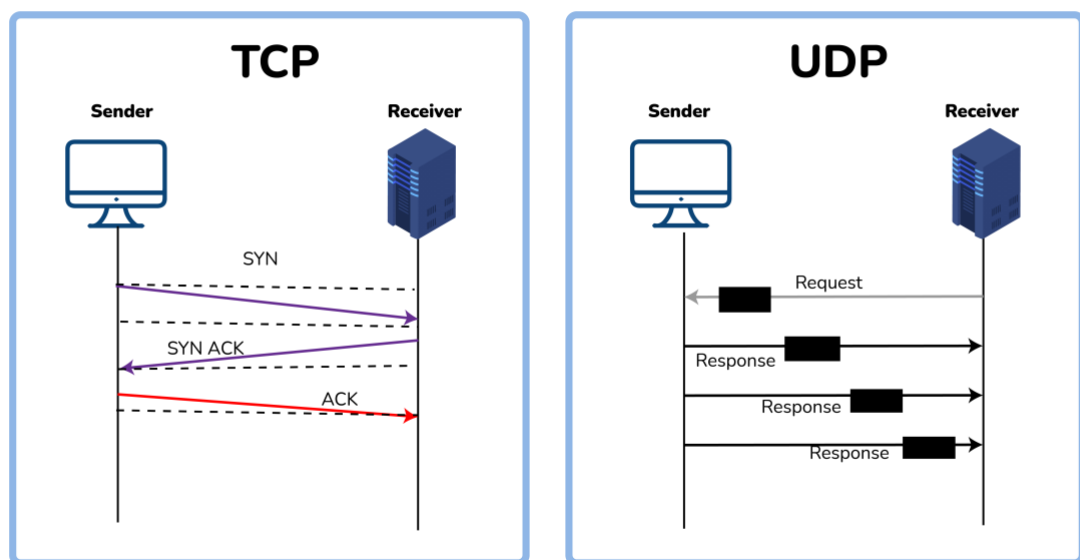 TCP
Sender
Receiver
SYN
SYN ACK
ACK
UDP
Sender
Receiver
Request
Response
Response
Response